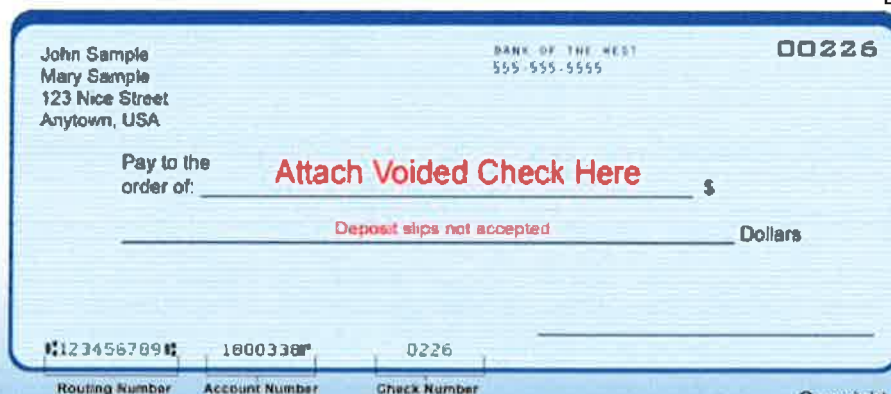 John Sample
Mary Sample
123 Nice Street
Anytown, USA
BANK OF THE WEST
555-555-5555
00226
Pay to the
order of:
Attach Voided Check Here
$
Deposit slips not accepted
Dollars
⑆123456789⑆ 1800338⑈ 0226
Routing Number Account Number Check Number